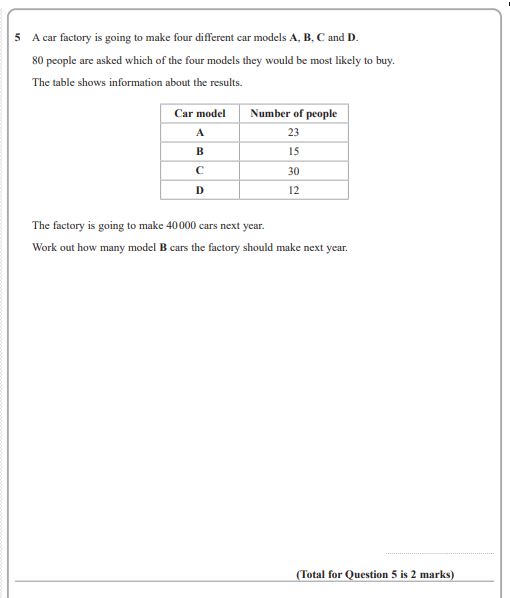 5 A car factory is going to make four different car models A, B, C and D.
80 people are asked which of the four models they would be most likely to buy.
The table shows information about the results.
Car model Number of people
A 23
B 15
C 30
D 12
The factory is going to make 40 000 cars next year.
Work out how many model B cars the factory should make next year.
(Total for Question 5 is 2 marks)